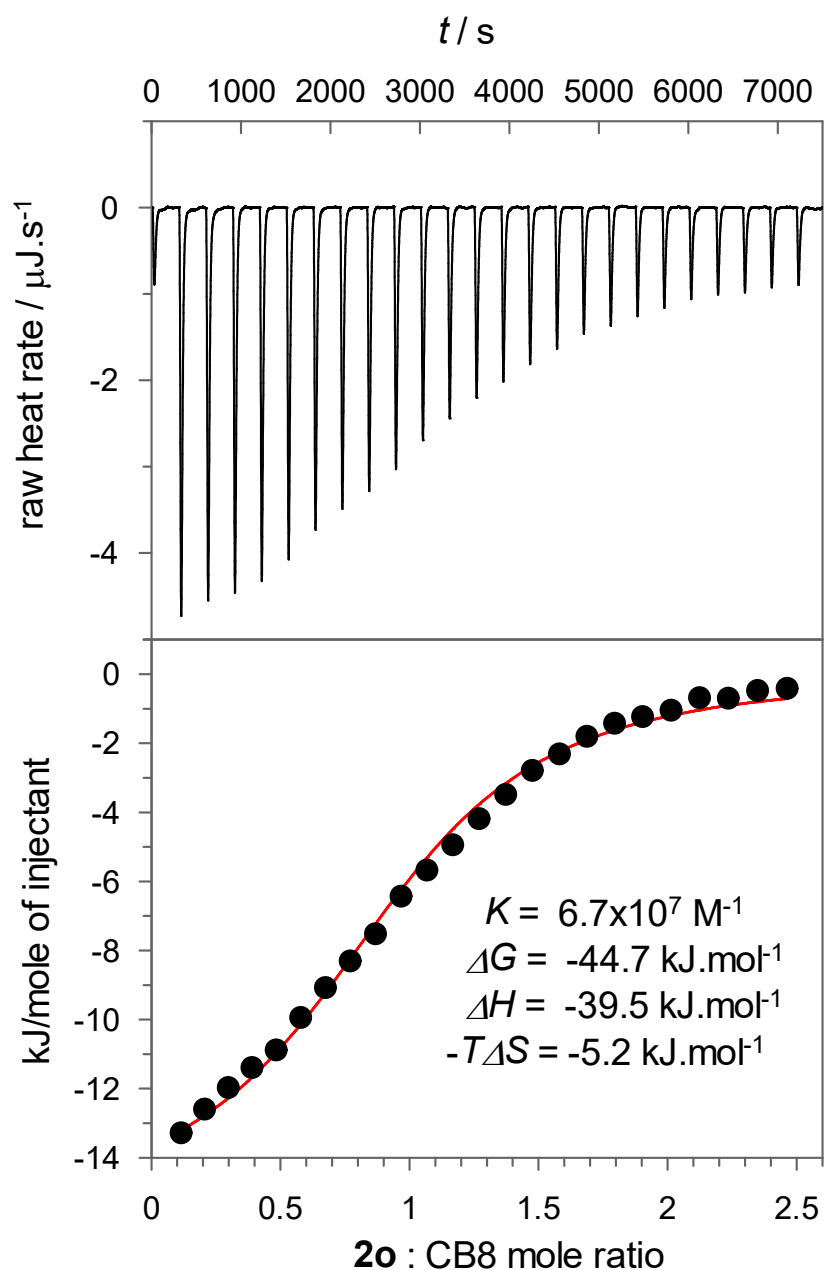 t / s
0 1000 2000 3000 4000 5000 6000 7000
raw heat rate / µJ.s⁻¹
0
-2
-4
kJ/mole of injectant
0
-2
-4
-6
-8
-10
-12
-14
K = 6.7x10⁷ M⁻¹
ΔG = -44.7 kJ.mol⁻¹
ΔH = -39.5 kJ.mol⁻¹
-TΔS = -5.2 kJ.mol⁻¹
0 0.5 1 1.5 2 2.5
2o : CB8 mole ratio